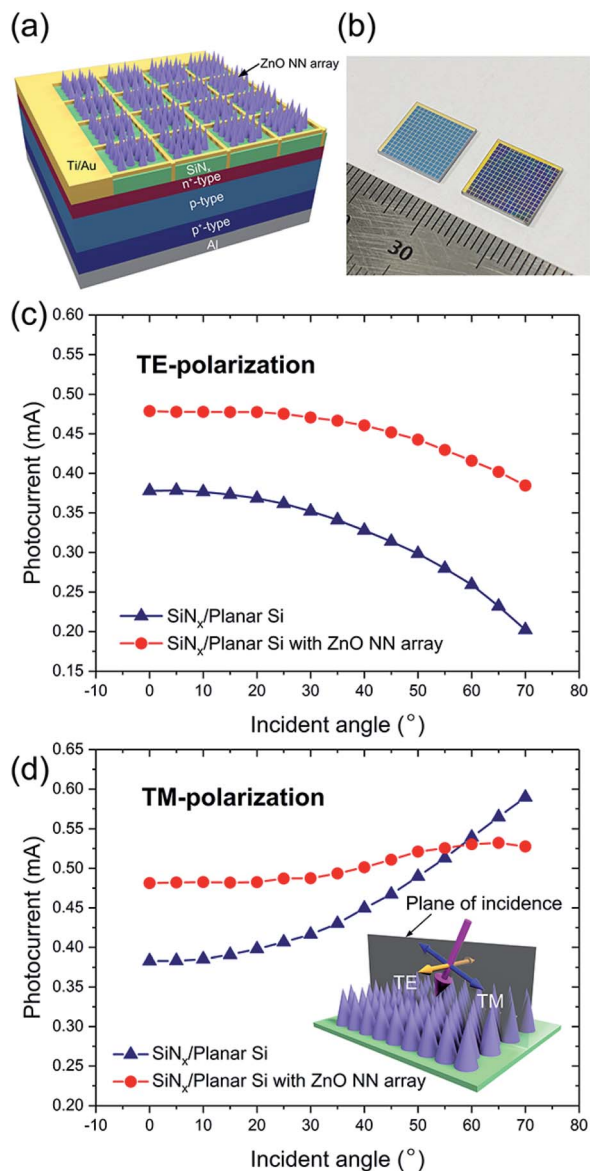 (a)
ZnO NN array
Ti/Au
SiNx
n⁺-type
p-type
p⁺-type
Al
(b)
30
(c)
0.60
0.55
0.50
0.45
0.40
0.35
0.30
0.25
0.20
0.15
Photocurrent (mA)
TE-polarization
SiNx/Planar Si
SiNx/Planar Si with ZnO NN array
-10 0 10 20 30 40 50 60 70 80
Incident angle (°)
(d)
0.65
0.60
0.55
0.50
0.45
0.40
0.35
0.30
0.25
0.20
Photocurrent (mA)
TM-polarization
Plane of incidence
TE
TM
SiNx/Planar Si
SiNx/Planar Si with ZnO NN array
-10 0 10 20 30 40 50 60 70 80
Incident angle (°)